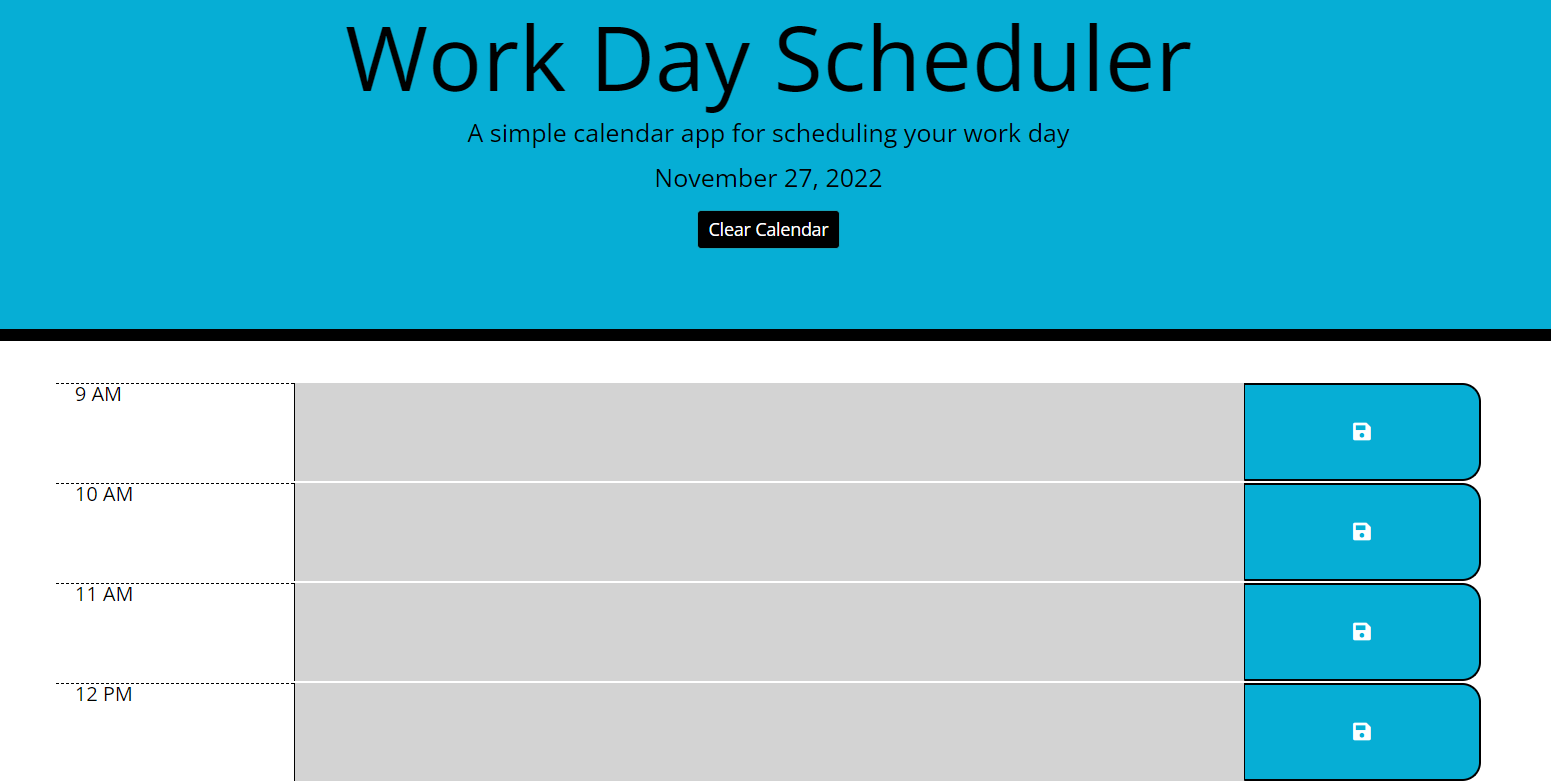 Work Day Scheduler
A simple calendar app for scheduling your work day
November 27, 2022
Clear Calendar
9 AM
10 AM
11 AM
12 PM